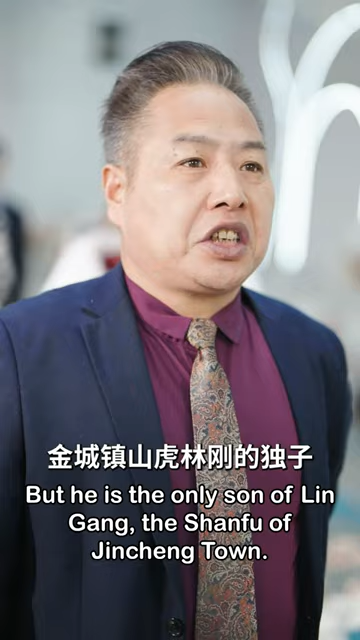 金城镇山虎林刚的独子
But he is the only son of Lin
Gang, the Shanfu of
Jincheng Town.